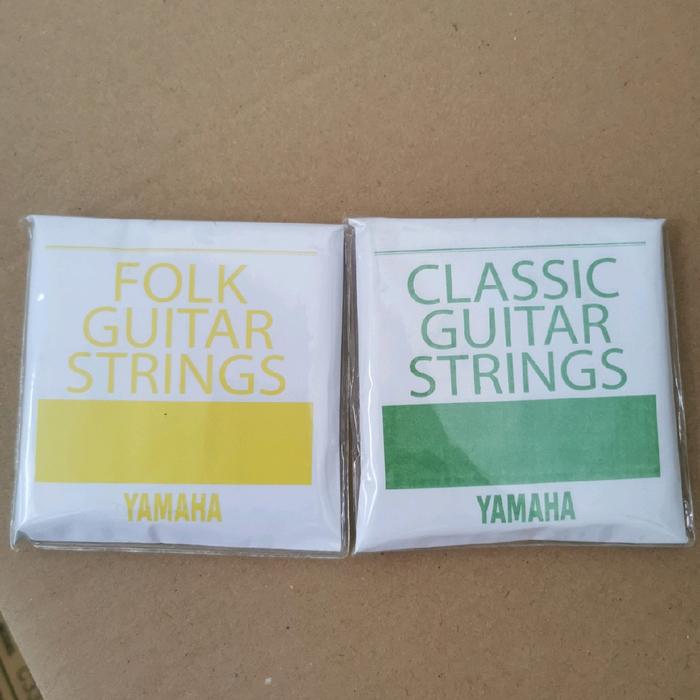 FOLK
GUITAR
STRINGS
YAMAHA
CLASSIC
GUITAR
STRINGS
YAMAHA